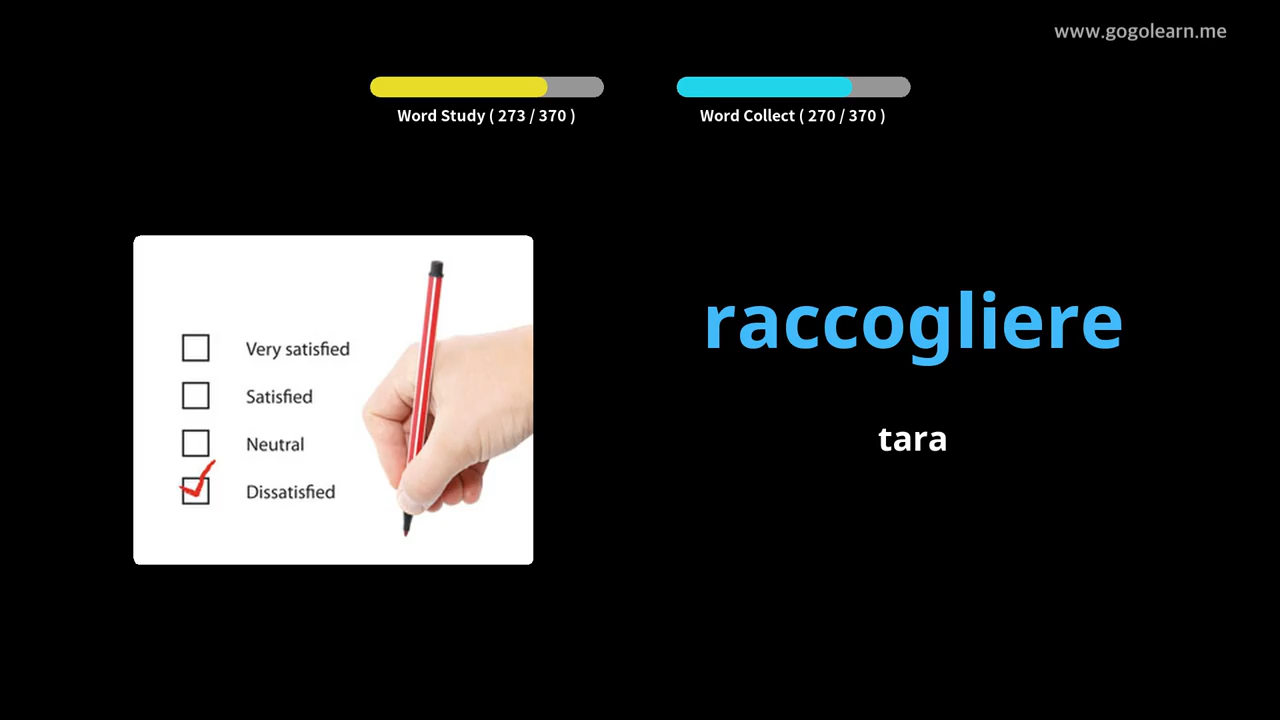 www.gogolearn.me
Word Study ( 273 / 370 )
Word Collect ( 270 / 370 )
Very satisfied
Satisfied
Neutral
Dissatisfied
raccogliere
tara